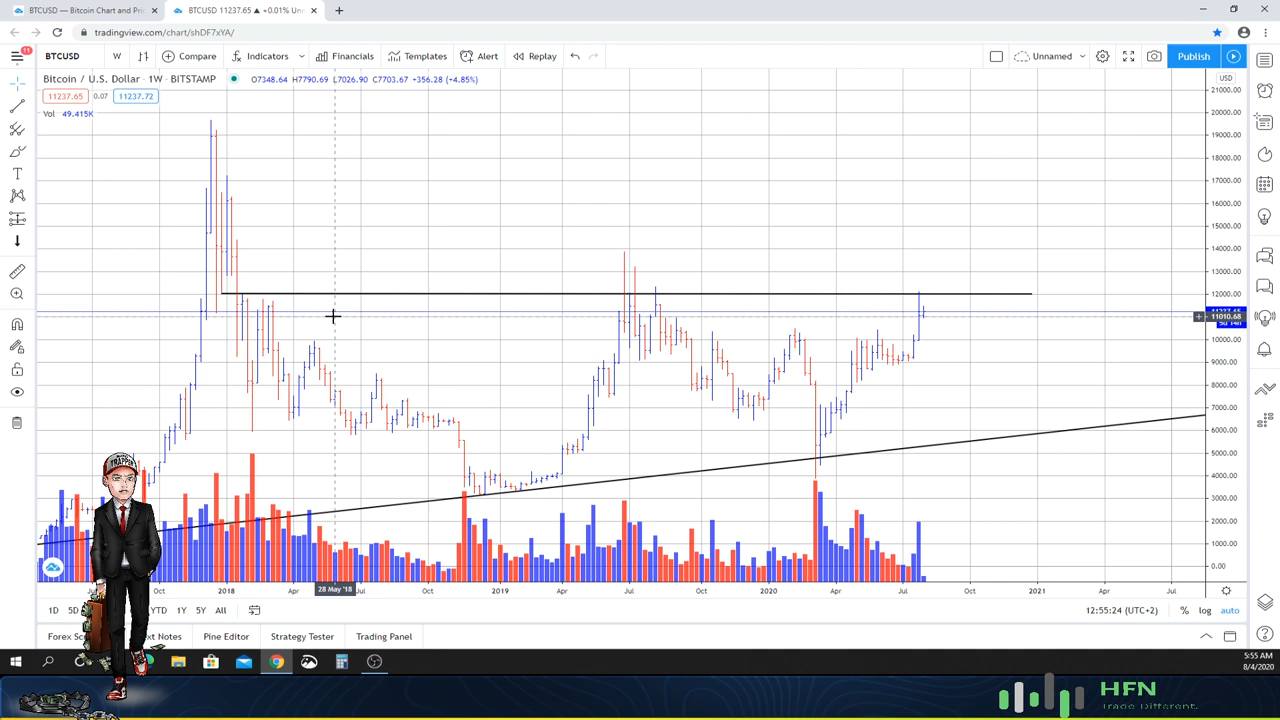 BTCUSD — Bitcoin Chart and Pri
BTCUSD 11237.65 ▲ +0.01% Un
tradingview.com/chart/shDF7xYA/
11
BTCUSD W Compare Indicators Financials Templates Alert Replay Unnamed Publish
Bitcoin / U.S. Dollar · 1W · BITSTAMP O7348.64 H7790.69 L7026.90 C7703.67 +356.28 (+4.85%)
USD
11237.65 0.07 11237.72
Vol 49.415K
21000.00
20000.00
19000.00
18000.00
17000.00
16000.00
15000.00
14000.00
13000.00
12000.00
11010.68
5d 14h
10000.00
9000.00
8000.00
7000.00
6000.00
5000.00
4000.00
3000.00
2000.00
1000.00
0.00
TRAPPER
Oct 2018 Apr 28 May '18 Jul Oct 2019 Apr Jul Oct 2020 Apr Jul Oct 2021 Apr Jul
1D 5D YTD 1Y 5Y All 12:55:24 (UTC+2) % log auto
Forex Sc xt Notes Pine Editor Strategy Tester Trading Panel
5:55 AM
8/4/2020
HFN
Trade Different.